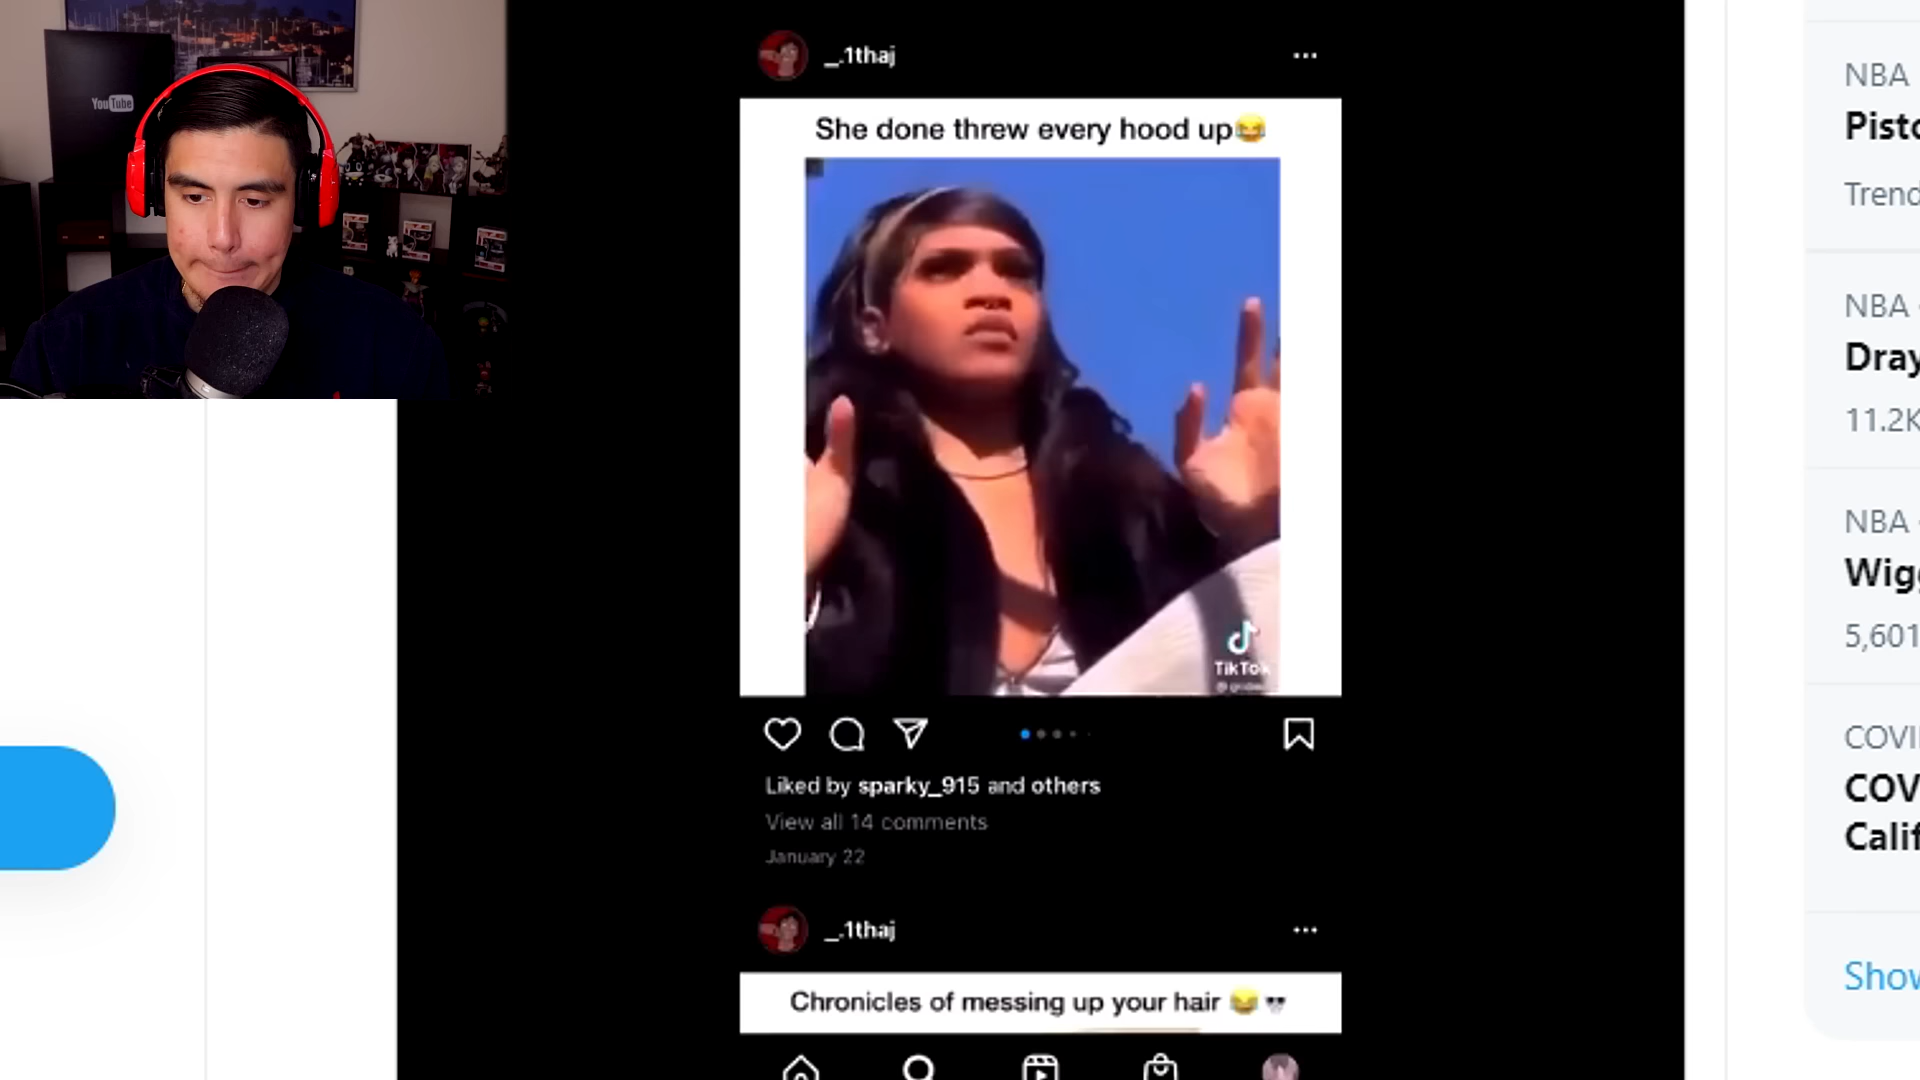 YouTube
_.1thaj
She done threw every hood up😂
TikTok
Liked by sparky_915 and others
View all 14 comments
January 22
_.1thaj
Chronicles of messing up your hair 😂
NBA
Pist
Trend
NBA
Dray
11.2K
NBA
Wigg
5,601
COVI
COV
Calif
Show